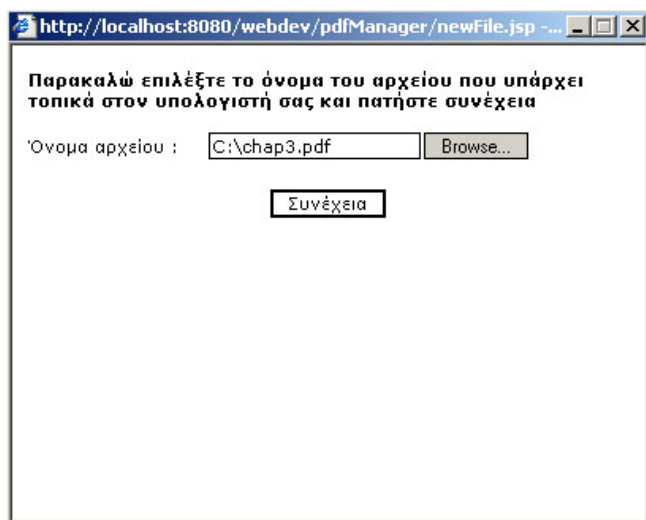 http://localhost:8080/webdev/pdfManager/newFile.jsp -...
Παρακαλώ επιλέξτε το όνομα του αρχείου που υπάρχει
τοπικά στον υπολογιστή σας και πατήστε συνέχεια
Όνομα αρχείου : C:\chap3.pdf Browse...
Συνέχεια